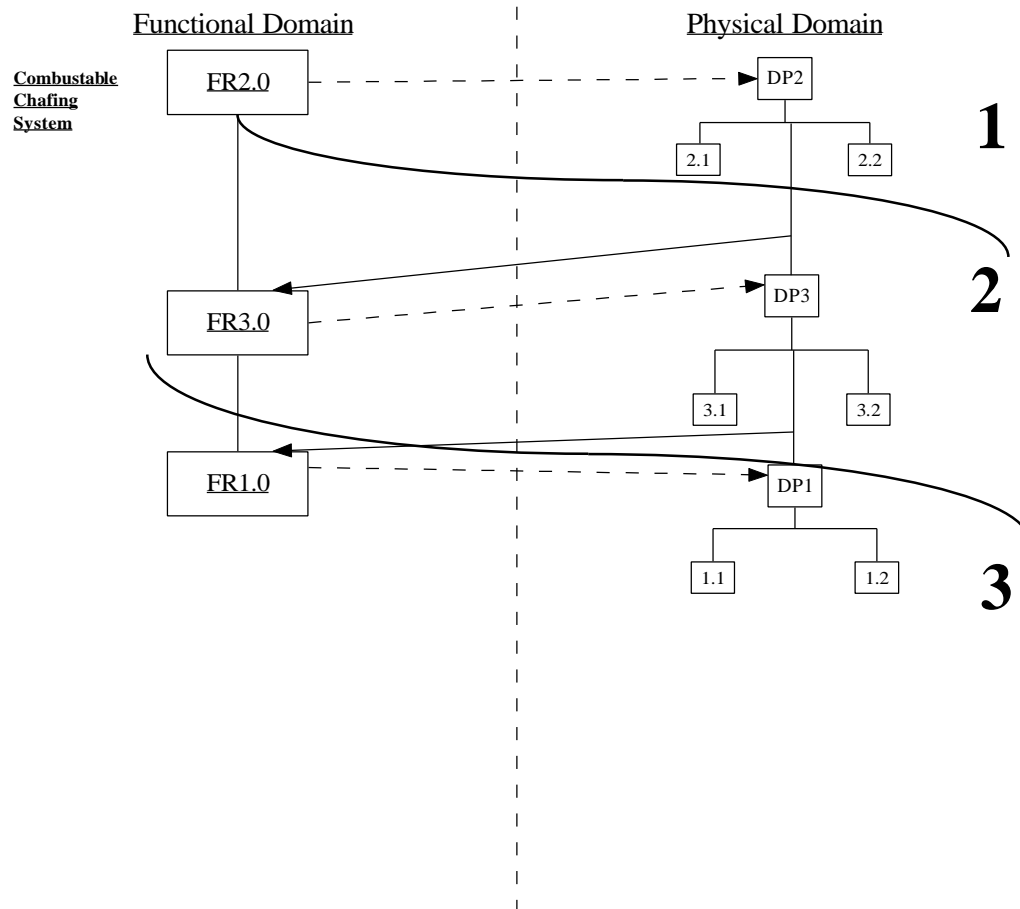 Functional Domain
Physical Domain
Combustable
Chafing
System
FR2.0
DP2
1
2.1
2.2
2
FR3.0
DP3
3.1
3.2
FR1.0
DP1
3
1.1
1.2